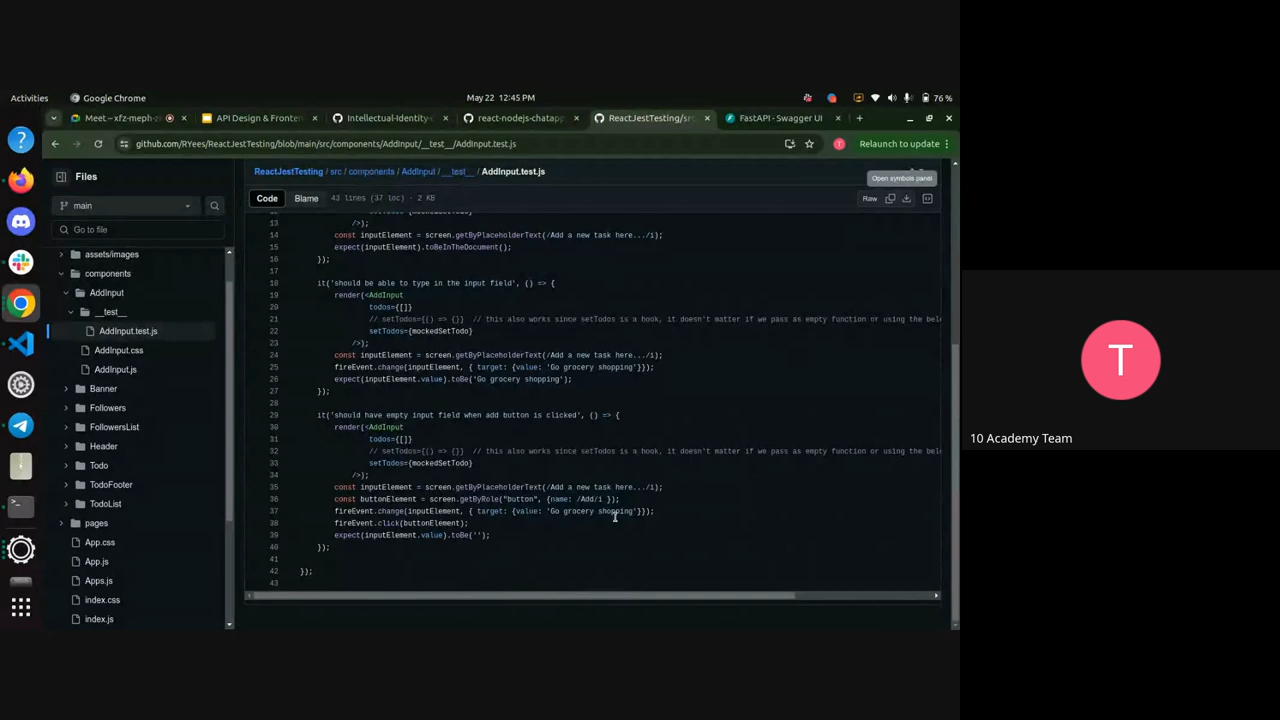 Activities
Google Chrome
May 22 12:45 PM
76 %
Meet – xfz-meph-z
API Design & Fronten
Intellectual-Identity-
react-nodejs-chatapp
ReactJestTesting/src
FastAPI - Swagger UI
github.com/RYees/ReactJestTesting/blob/main/src/components/AddInput/__test__/AddInput.test.js
Relaunch to update
Files
main
Go to file
assets/images
components
AddInput
__test__
AddInput.test.js
AddInput.css
AddInput.js
Banner
Followers
FollowersList
Header
Todo
TodoFooter
TodoList
pages
App.css
App.js
Apps.js
index.css
index.js
ReactJestTesting / src / components / AddInput / __test__ / AddInput.test.js
Open symbols panel
Code
Blame
43 lines (37 loc) · 2 KB
Raw
13 />);
14 const inputElement = screen.getByPlaceholderText(/Add a new task here.../i);
15 expect(inputElement).toBeInTheDocument();
16 });
17
18 it('should be able to type in the input field', () => {
19 render(<AddInput
20 todos={[]}
21 // setTodos={() => {}} // this also works since setTodos is a hook, it doesn't matter if we pass as empty function or using the bel
22 setTodos={mockedSetTodo}
23 />);
24 const inputElement = screen.getByPlaceholderText(/Add a new task here.../i);
25 fireEvent.change(inputElement, { target: {value: 'Go grocery shopping'}});
26 expect(inputElement.value).toBe('Go grocery shopping');
27 });
28
29 it('should have empty input field when add button is clicked', () => {
30 render(<AddInput
31 todos={[]}
32 // setTodos={() => {}} // this also works since setTodos is a hook, it doesn't matter if we pass as empty function or using the bel
33 setTodos={mockedSetTodo}
34 />);
35 const inputElement = screen.getByPlaceholderText(/Add a new task here.../i);
36 const buttonElement = screen.getByRole("button", {name: /Add/i });
37 fireEvent.change(inputElement, { target: {value: 'Go grocery shopping'}});
38 fireEvent.click(buttonElement);
39 expect(inputElement.value).toBe('');
40 });
41
42 });
43
T
10 Academy Team